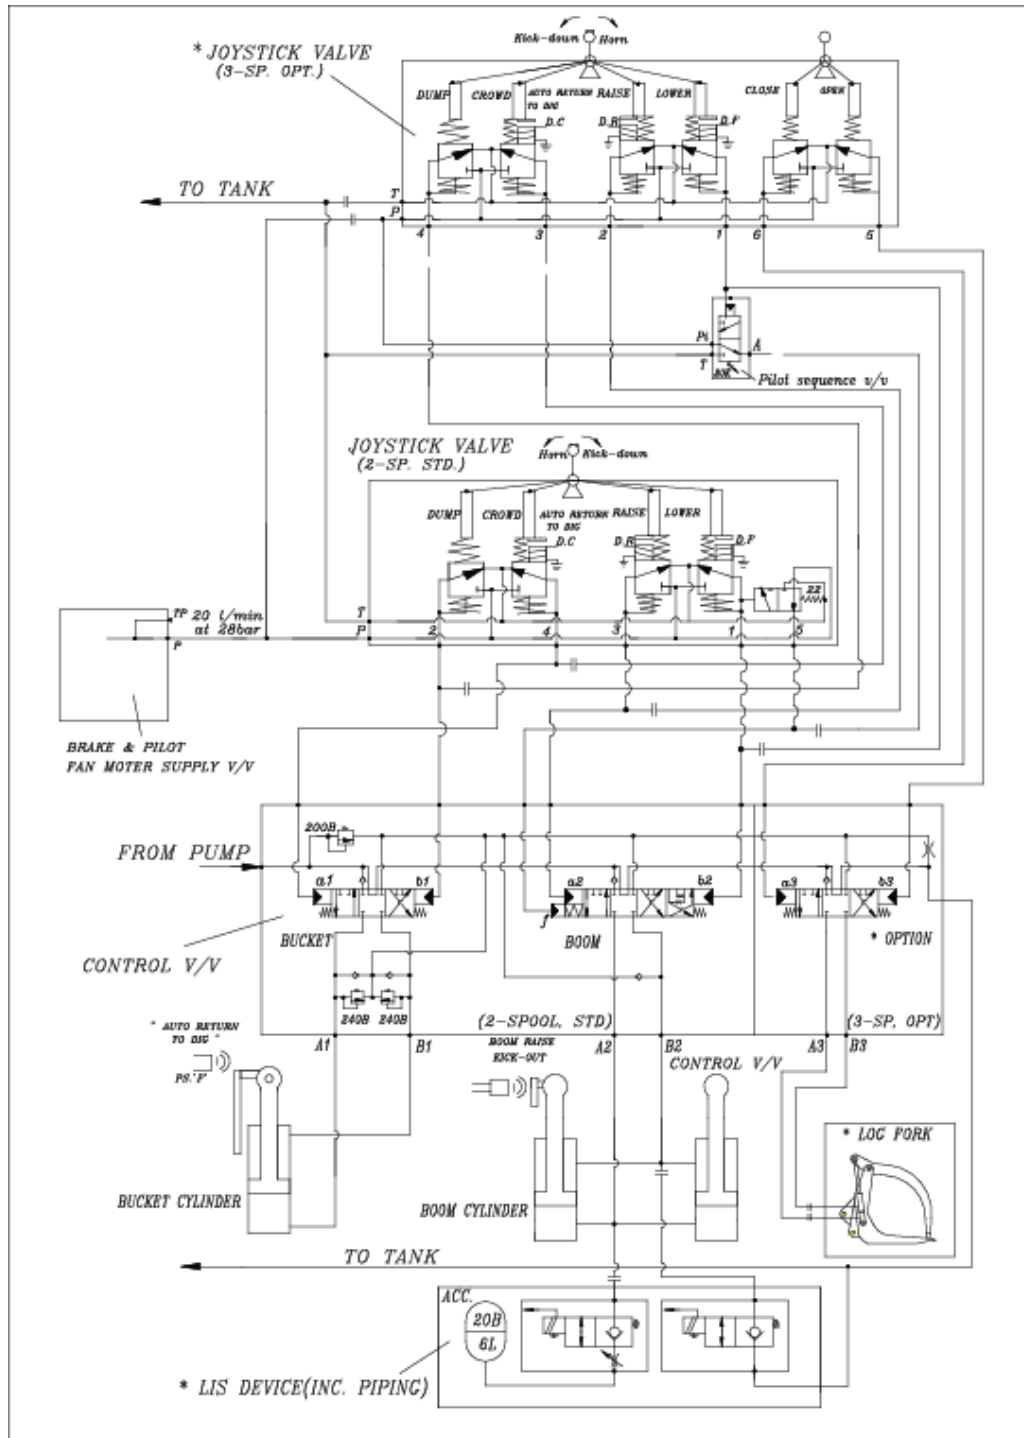 Kick-down Horn
* JOYSTICK VALVE
(3-SP. OPT.)
DUMP CROWD AUTO RETURN TO DIG RAISE LOWER CLOSE OPEN
D.C D.R D.F
TO TANK
T
P
4 3 2 1 6 5
Pi A
T
Pilot sequence v/v
JOYSTICK VALVE
(2-SP. STD.)
Horn Kick-down
DUMP CROWD AUTO RETURN TO DIG RAISE LOWER
D.C D.R D.F
22
TP 20 l/min
at 28bar
P
T
P
2 4 3 1 5
BRAKE & PILOT
FAN MOTER SUPPLY V/V
200B
FROM PUMP
a1 b1 a2 b2 a3 b3
BUCKET
J
BOOM
* OPTION
CONTROL V/V
240B 240B
(2-SPOOL, STD)
(3-SP, OPT)
A1 B1 A2 B2 A3 B3
" AUTO RETURN
TO DIG "
PS.'F'
BOOM RAISE
KICK-OUT
CONTROL V/V
* LOG FORK
BUCKET CYLINDER
BOOM CYLINDER
TO TANK
ACC.
20B
6L
* LIS DEVICE(INC. PIPING)